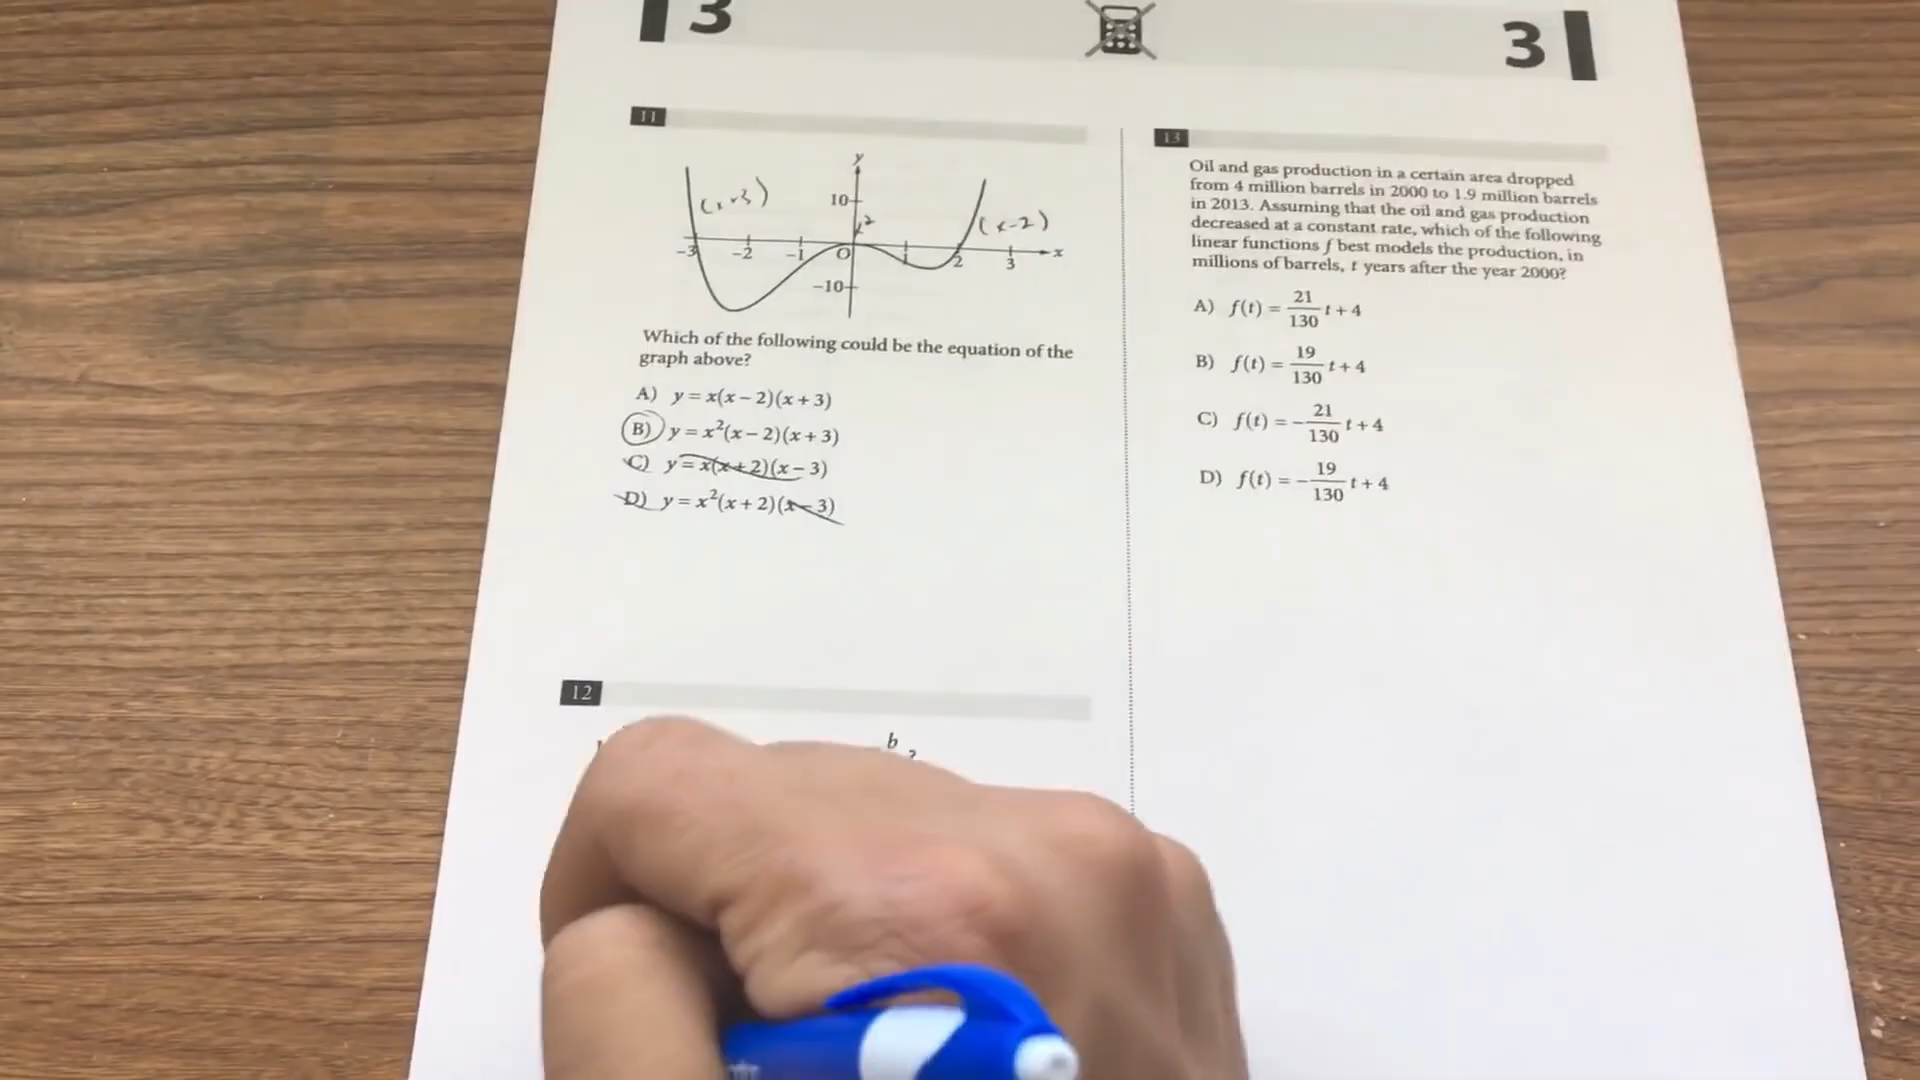 3
3
11
y
10
(x+3)
x²
(x-2)
-3 -2 -1 O 2 3 x
-10
Which of the following could be the equation of the
graph above?
A) y = x(x − 2)(x + 3)
B) y = x²(x − 2)(x + 3)
C) y = x(x + 2)(x − 3)
D) y = x²(x + 2)(x − 3)
12
b
?
13
Oil and gas production in a certain area dropped
from 4 million barrels in 2000 to 1.9 million barrels
in 2013. Assuming that the oil and gas production
decreased at a constant rate, which of the following
linear functions f best models the production, in
millions of barrels, t years after the year 2000?
A) f(t) = 21/130 t + 4
B) f(t) = 19/130 t + 4
C) f(t) = −21/130 t + 4
D) f(t) = −19/130 t + 4